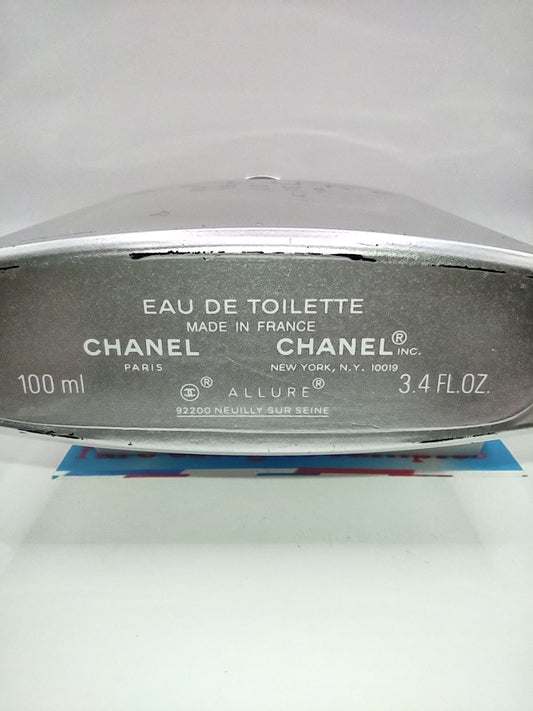 EAU DE TOILETTE
MADE IN FRANCE
CHANEL CHANEL® INC.
PARIS NEW YORK, N.Y. 10019
100 ml ® ALLURE ® 3.4 FL.OZ.
92200 NEUILLY SUR SEINE